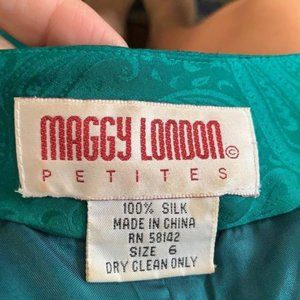 MAGGY LONDON©
PETITES
100% SILK
MADE IN CHINA
RN 58142
SIZE 6
DRY CLEAN ONLY